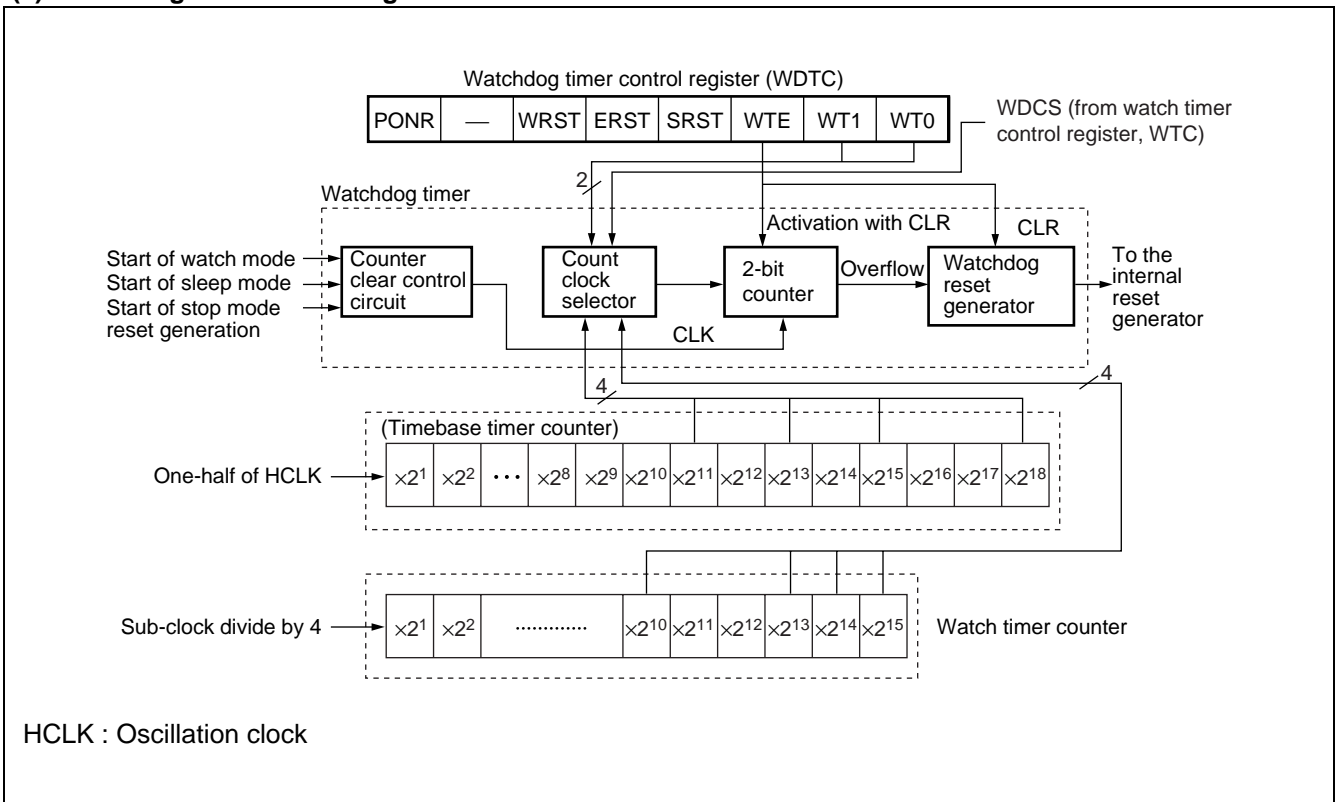 Watchdog timer control register (WDTC)
PONR — WRST ERST SRST WTE WT1 WT0
WDCS (from watch timer
control register, WTC)
2
Watchdog timer
Activation with CLR
CLR
Start of watch mode
Start of sleep mode
Start of stop mode
reset generation
Counter
clear control
circuit
Count
clock
selector
2-bit
counter
Overflow
Watchdog
reset
generator
To the
internal
reset
generator
CLK
4
4
(Timebase timer counter)
One-half of HCLK
×2¹ ×2² ··· ×2⁸ ×2⁹ ×2¹⁰ ×2¹¹ ×2¹² ×2¹³ ×2¹⁴ ×2¹⁵ ×2¹⁶ ×2¹⁷ ×2¹⁸
Sub-clock divide by 4
×2¹ ×2² ············· ×2¹⁰ ×2¹¹ ×2¹² ×2¹³ ×2¹⁴ ×2¹⁵
Watch timer counter
HCLK : Oscillation clock